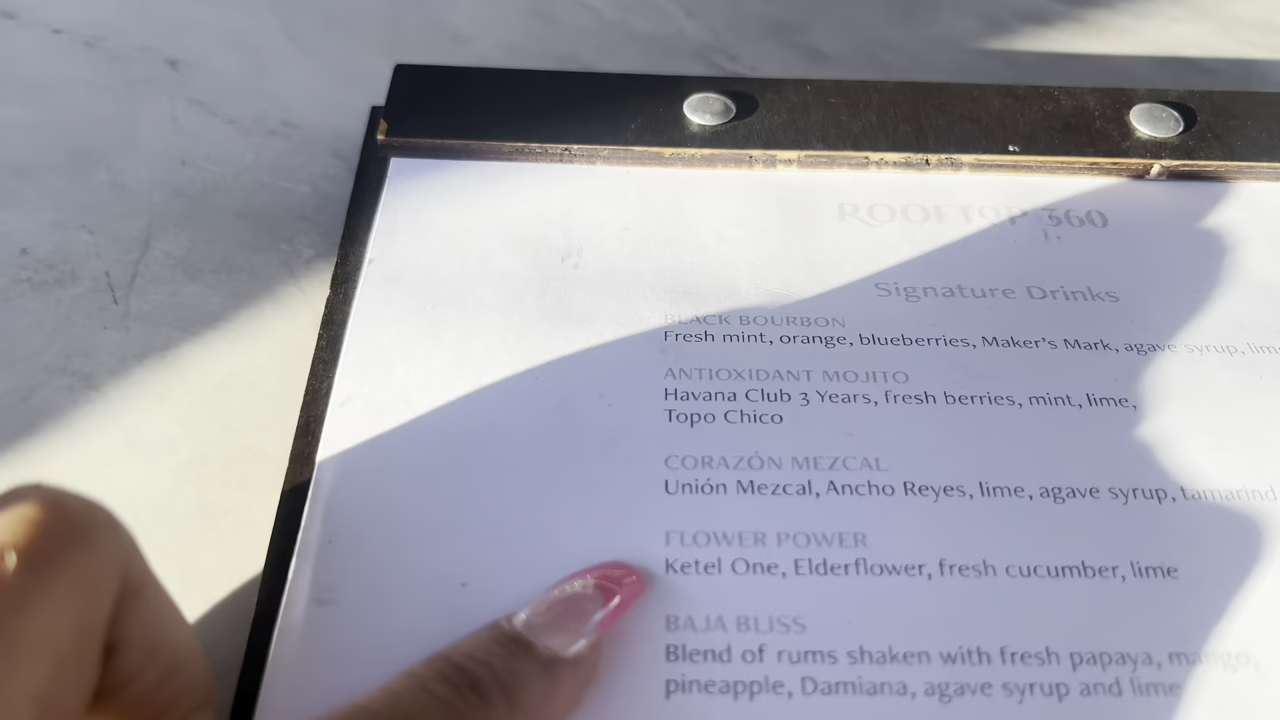 ROOFTOP 360
Signature Drinks
BLACK BOURBON
Fresh mint, orange, blueberries, Maker's Mark, agave syrup,
ANTIOXIDANT MOJITO
Havana Club 3 Years, fresh berries, mint, lime,
Topo Chico
CORAZÓN MEZCAL
Unión Mezcal, Ancho Reyes, lime, agave syrup, tamarind
FLOWER POWER
Ketel One, Elderflower, fresh cucumber, lime
BAJA BLISS
Blend of rums shaken with fresh papaya, mango,
pineapple, Damiana, agave syrup and lime